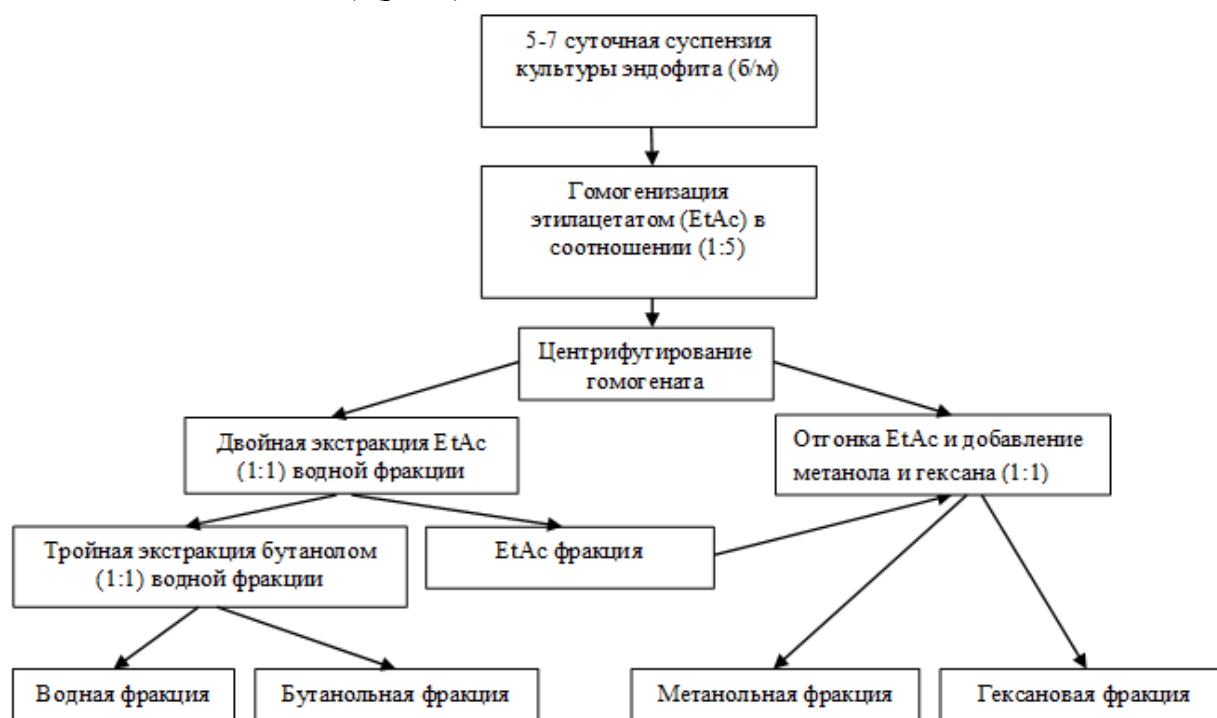 5-7 суточная суспензия
культуры эндофита (б/м)
Гомогенизация
этилацетатом (EtAc) в
соотношении (1:5)
Центрифугирование
гомогената
Двойная экстракция EtAc
(1:1) водной фракции
Отгонка EtAc и добавление
метанола и гексана (1:1)
Тройная экстракция бутанолом
(1:1) водной фракции
EtAc фракция
Водная фракция
Бутанольная фракция
Метанольная фракция
Гексановая фракция